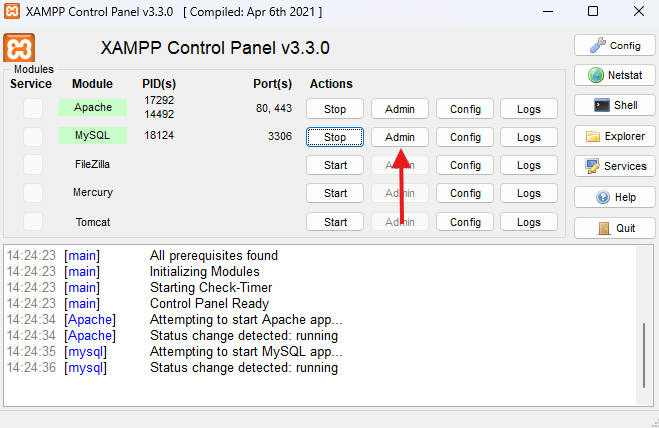 XAMPP Control Panel v3.3.0 [ Compiled: Apr 6th 2021 ]
XAMPP Control Panel v3.3.0
Config
Modules
Service Module PID(s) Port(s) Actions
Netstat
Apache 17292 14492 80, 443 Stop Admin Config Logs
Shell
MySQL 18124 3306 Stop Admin Config Logs
Explorer
FileZilla Start Admin Config Logs
Services
Mercury Start Admin Config Logs
Help
Tomcat Start Admin Config Logs
Quit
14:24:23 [main] All prerequisites found
14:24:23 [main] Initializing Modules
14:24:23 [main] Starting Check-Timer
14:24:23 [main] Control Panel Ready
14:24:34 [Apache] Attempting to start Apache app...
14:24:34 [Apache] Status change detected: running
14:24:35 [mysql] Attempting to start MySQL app...
14:24:36 [mysql] Status change detected: running